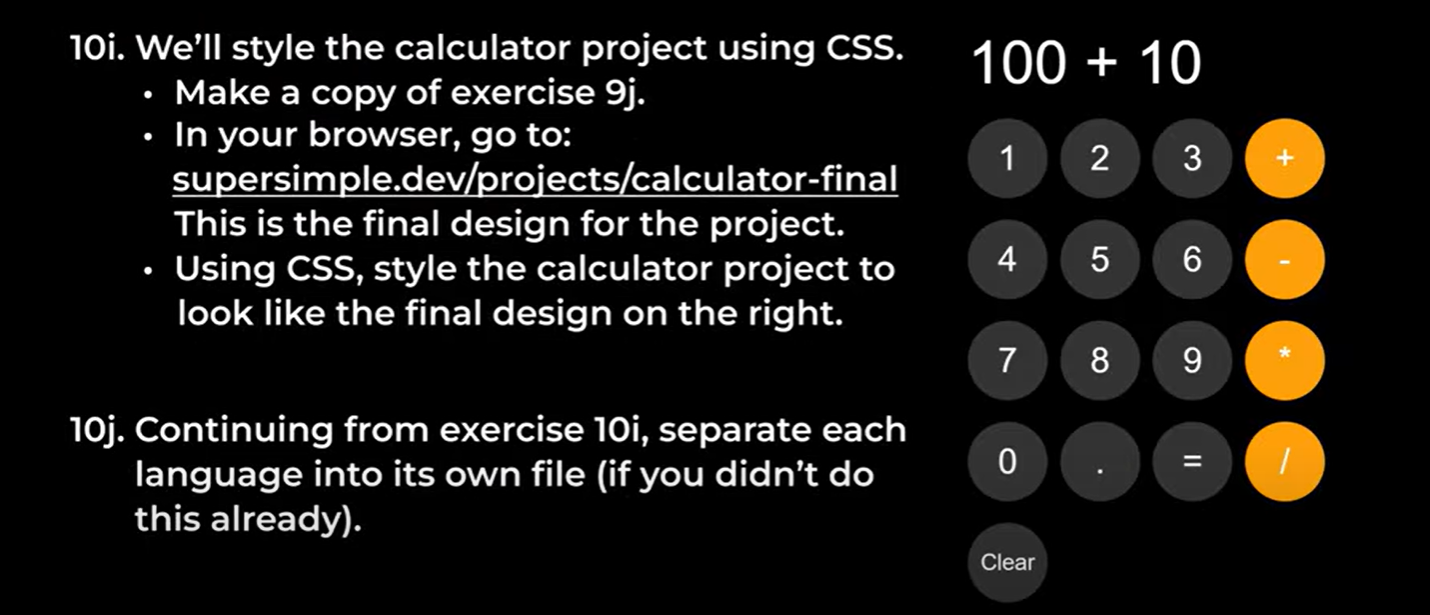 10i. We'll style the calculator project using CSS.
• Make a copy of exercise 9j.
• In your browser, go to:
supersimple.dev/projects/calculator-final
This is the final design for the project.
• Using CSS, style the calculator project to
look like the final design on the right.
10j. Continuing from exercise 10i, separate each
language into its own file (if you didn't do
this already).
100 + 10
1 2 3 +
4 5 6 -
7 8 9 *
0 . = /
Clear